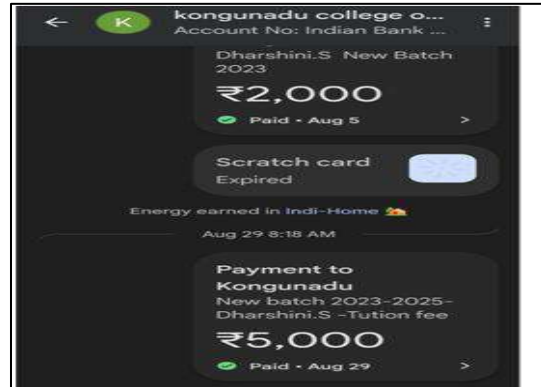 kongunadu college o...
K
Account No: Indian Bank ...
Dharshini.S New Batch
2023
₹2,000
Paid • Aug 5 >
Scratch card
Expired
Energy earned in Indi-Home
Aug 29 8:18 AM
Payment to
Kongunadu
New batch 2023-2025-
Dharshini.S -Tution fee
₹5,000
Paid • Aug 29 >